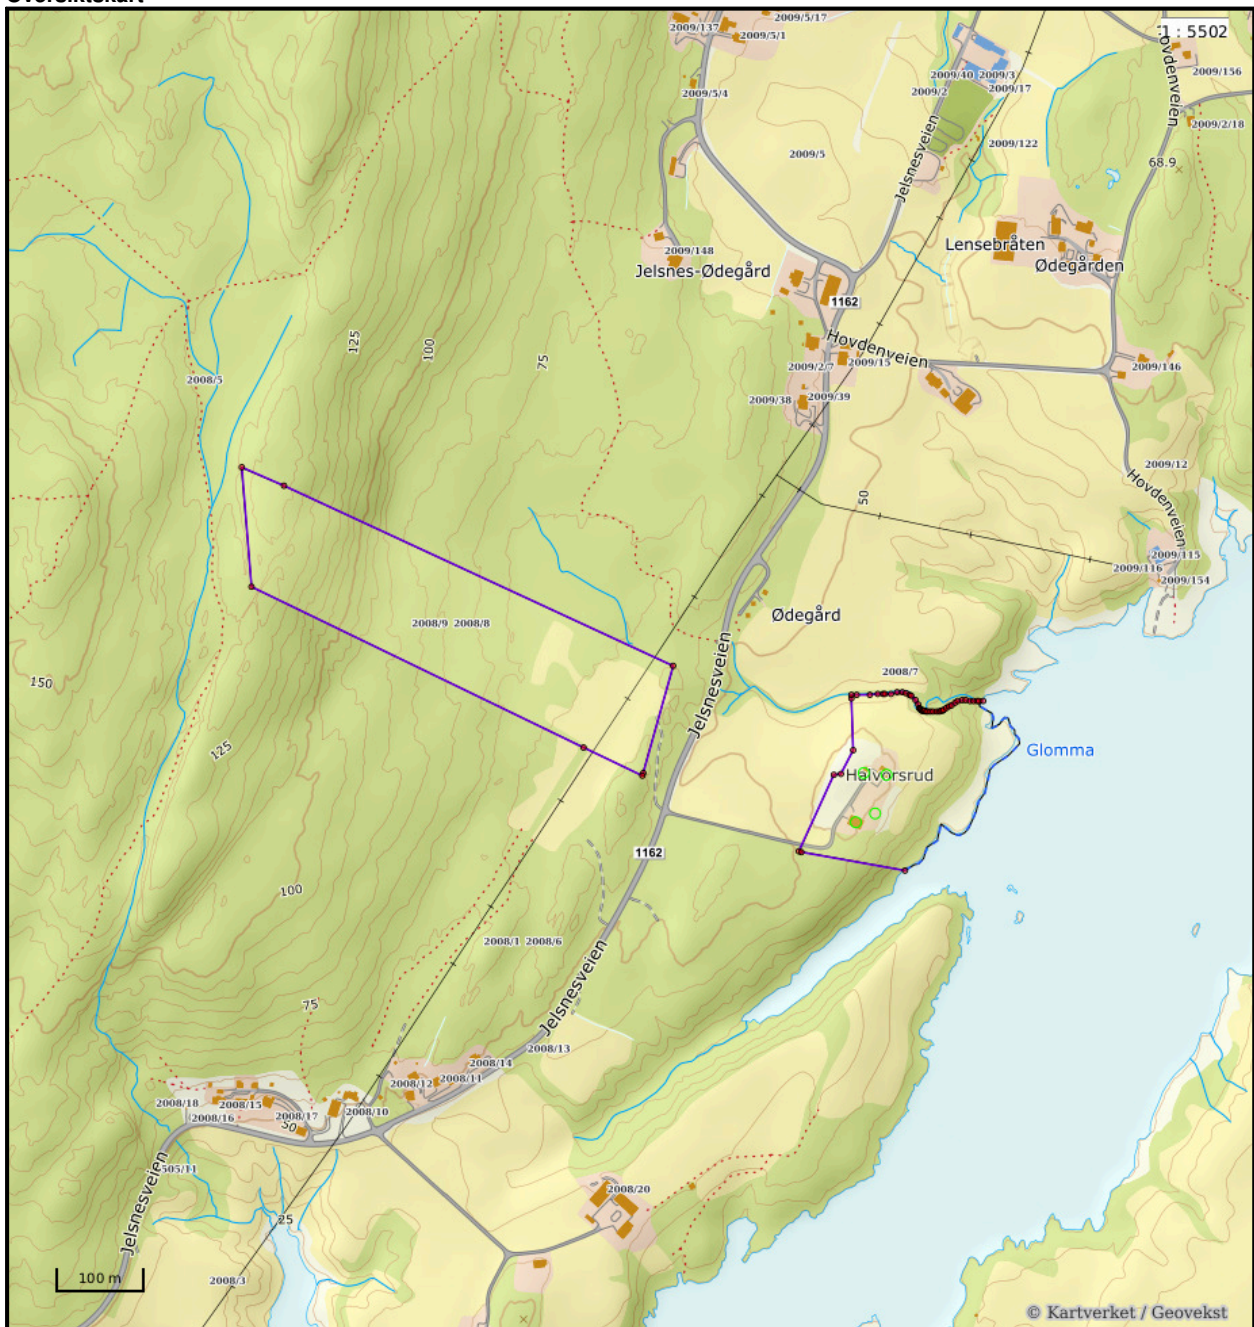 Oversiktskart
1 : 5502
2009/137
2009/5/17
2009/5/1
Hovdenveien
2009/156
2009/40 2009/3
2009/2
2009/17
2009/5/4
2009/2/18
Jelsnesveien
2009/122
2009/5
68.9
Lensebråten
2009/148
Ødegården
Jelsnes-Ødegård
1162
125
100
75
Hovdenveien
2009/2/7
2009/15
2009/146
2008/5
2009/38
2009/39
2009/12
Hovdenveien
50
2009/115
2009/116
2009/154
Ødegård
2008/9 2008/8
2008/7
150
Jelsnesveien
125
Glomma
Halvorsrud
1162
100
2008/1 2008/6
Jelsnesveien
75
2008/13
2008/14
2008/12
2008/11
2008/18
2008/15
2008/10
2008/16
2008/17
50
505/11
2008/20
Jelsnesveien
25
100 m
2008/3
© Kartverket / Geovekst